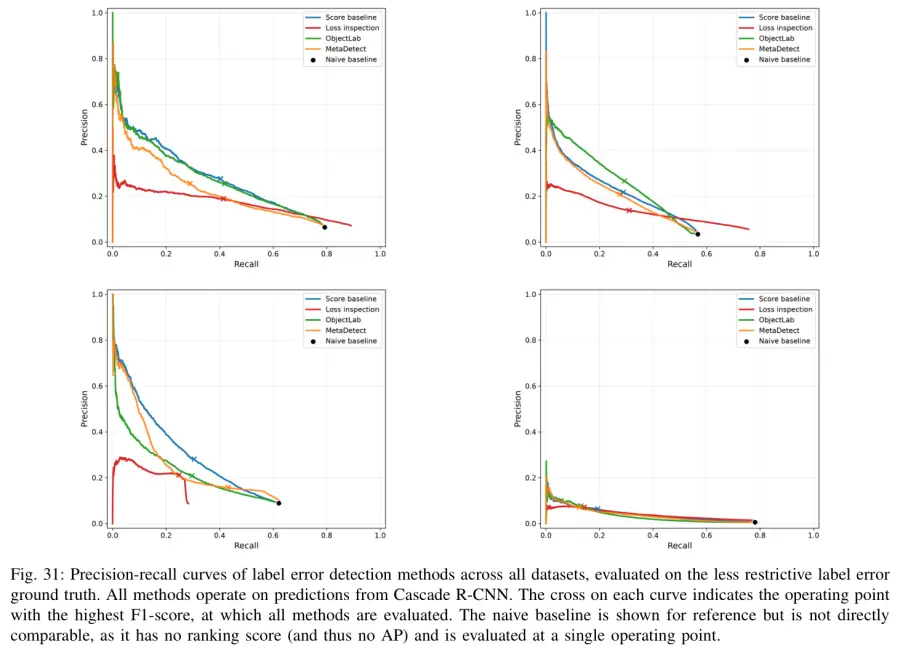 1.0
0.8
0.6
0.4
0.2
0.0
Precision
0.0 0.2 0.4 0.6 0.8 1.0
Recall
Score baseline
Loss inspection
ObjectLab
MetaDetect
Naive baseline
1.0
0.8
0.6
0.4
0.2
0.0
Precision
0.0 0.2 0.4 0.6 0.8 1.0
Recall
Score baseline
Loss inspection
ObjectLab
MetaDetect
Naive baseline
1.0
0.8
0.6
0.4
0.2
0.0
Precision
0.0 0.2 0.4 0.6 0.8 1.0
Recall
Score baseline
Loss inspection
ObjectLab
MetaDetect
Naive baseline
1.0
0.8
0.6
0.4
0.2
0.0
Precision
0.0 0.2 0.4 0.6 0.8 1.0
Recall
Score baseline
Loss inspection
ObjectLab
MetaDetect
Naive baseline
Fig. 31: Precision-recall curves of label error detection methods across all datasets, evaluated on the less restrictive label error
ground truth. All methods operate on predictions from Cascade R-CNN. The cross on each curve indicates the operating point
with the highest F1-score, at which all methods are evaluated. The naive baseline is shown for reference but is not directly
comparable, as it has no ranking score (and thus no AP) and is evaluated at a single operating point.